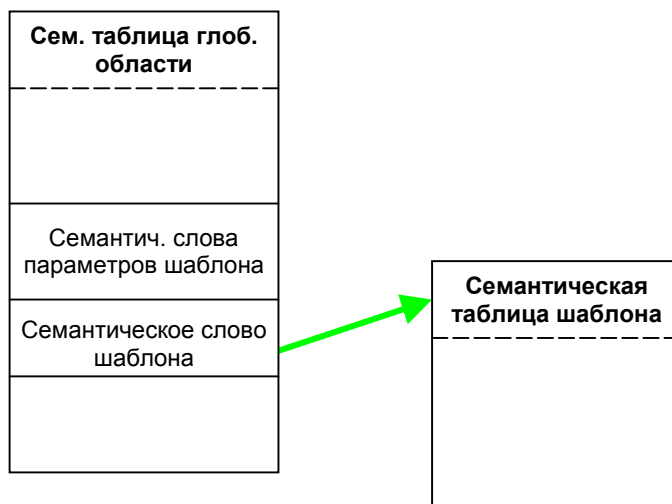 Сем. таблица глоб.
области
Семантич. слова
параметров шаблона
Семантическое слово
шаблона
Семантическая
таблица шаблона